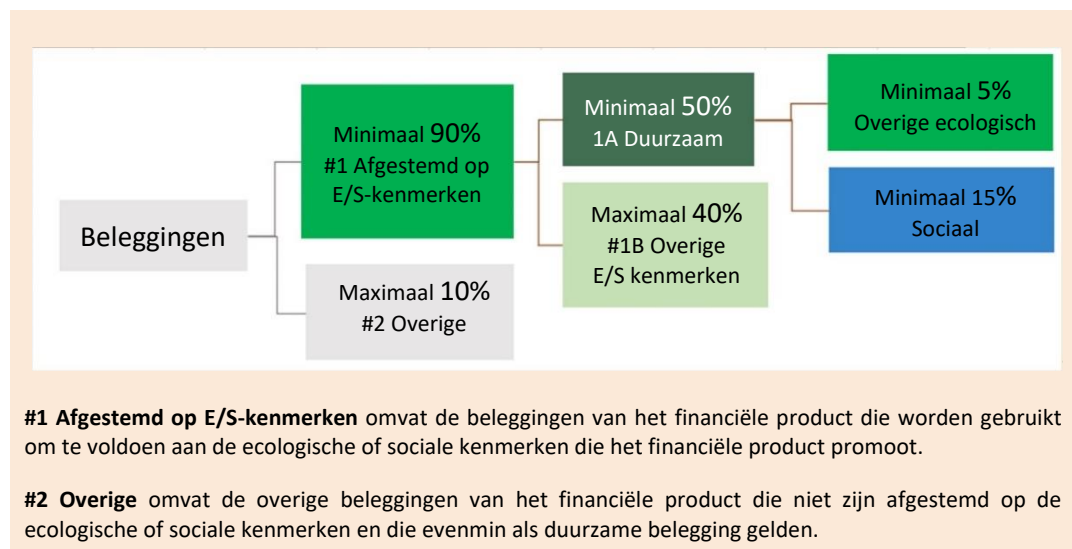 Beleggingen
Minimaal 90%
#1 Afgestemd op
E/S-kenmerken
Maximaal 10%
#2 Overige
Minimaal 50%
1A Duurzaam
Maximaal 40%
#1B Overige
E/S kenmerken
Minimaal 5%
Overige ecologisch
Minimaal 15%
Sociaal
#1 Afgestemd op E/S-kenmerken omvat de beleggingen van het financiële product die worden gebruikt
om te voldoen aan de ecologische of sociale kenmerken die het financiële product promoot.
#2 Overige omvat de overige beleggingen van het financiële product die niet zijn afgestemd op de
ecologische of sociale kenmerken en die evenmin als duurzame belegging gelden.